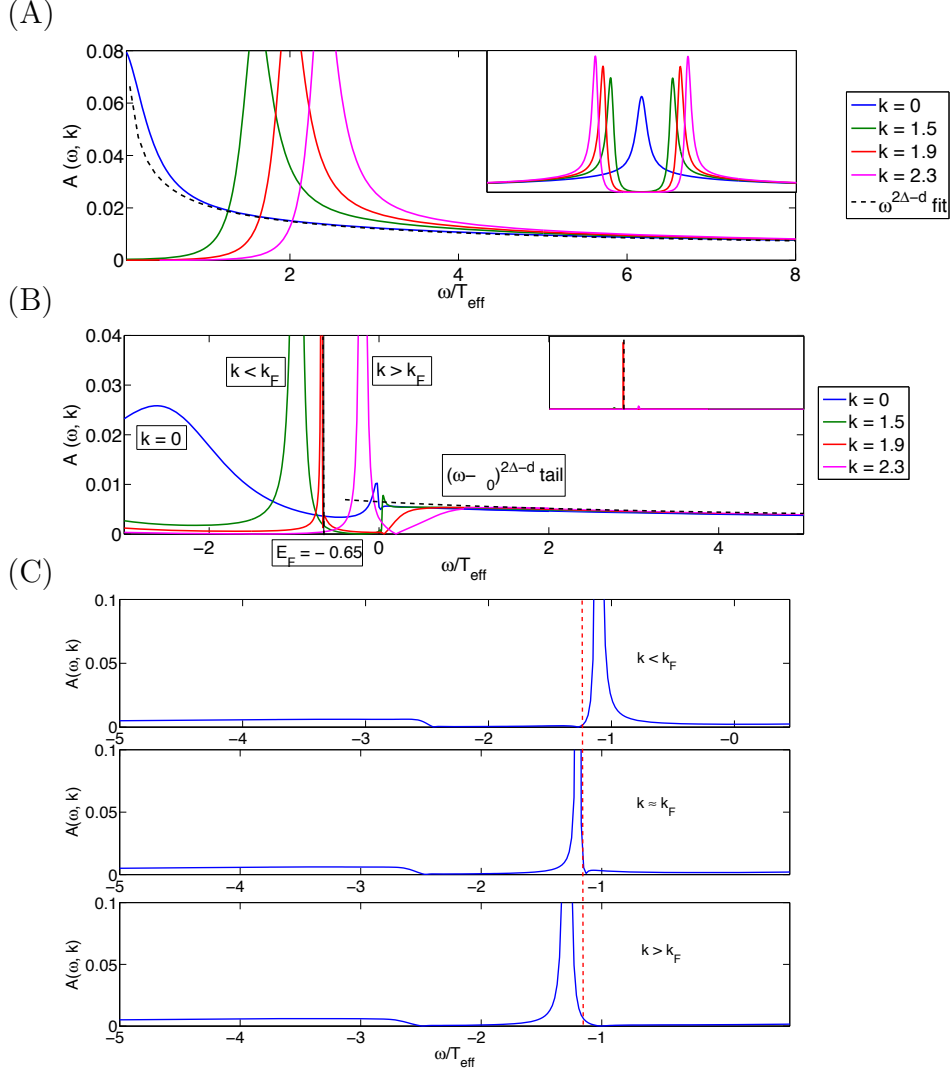 (A)
0.08
0.06
0.04
0.02
0
A (ω, k)
2
4
6
8
ω/T_eff
k = 0
k = 1.5
k = 1.9
k = 2.3
ω^{2Δ−d} fit
(B)
0.04
0.03
0.02
0.01
0
A (ω, k)
k < k_F
k > k_F
k = 0
(ω− _0)^{2Δ−d} tail
E_F = − 0.65
−2
0
2
4
ω/T_eff
k = 0
k = 1.5
k = 1.9
k = 2.3
(C)
0.1
0.05
0
A(ω, k)
k < k_F
−5
−4
−3
−2
−1
−0
0.1
0.05
0
A(ω, k)
k ≈ k_F
−5
−4
−3
−2
−1
0.1
0.05
0
A(ω, k)
k > k_F
−5
−4
−3
−2
−1
ω/T_eff